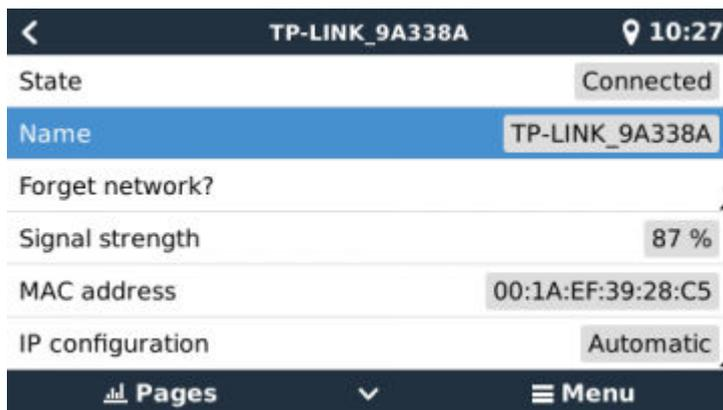 TP-LINK_9A338A 10:27
State Connected
Name TP-LINK_9A338A
Forget network?
Signal strength 87 %
MAC address 00:1A:EF:39:28:C5
IP configuration Automatic
Pages Menu